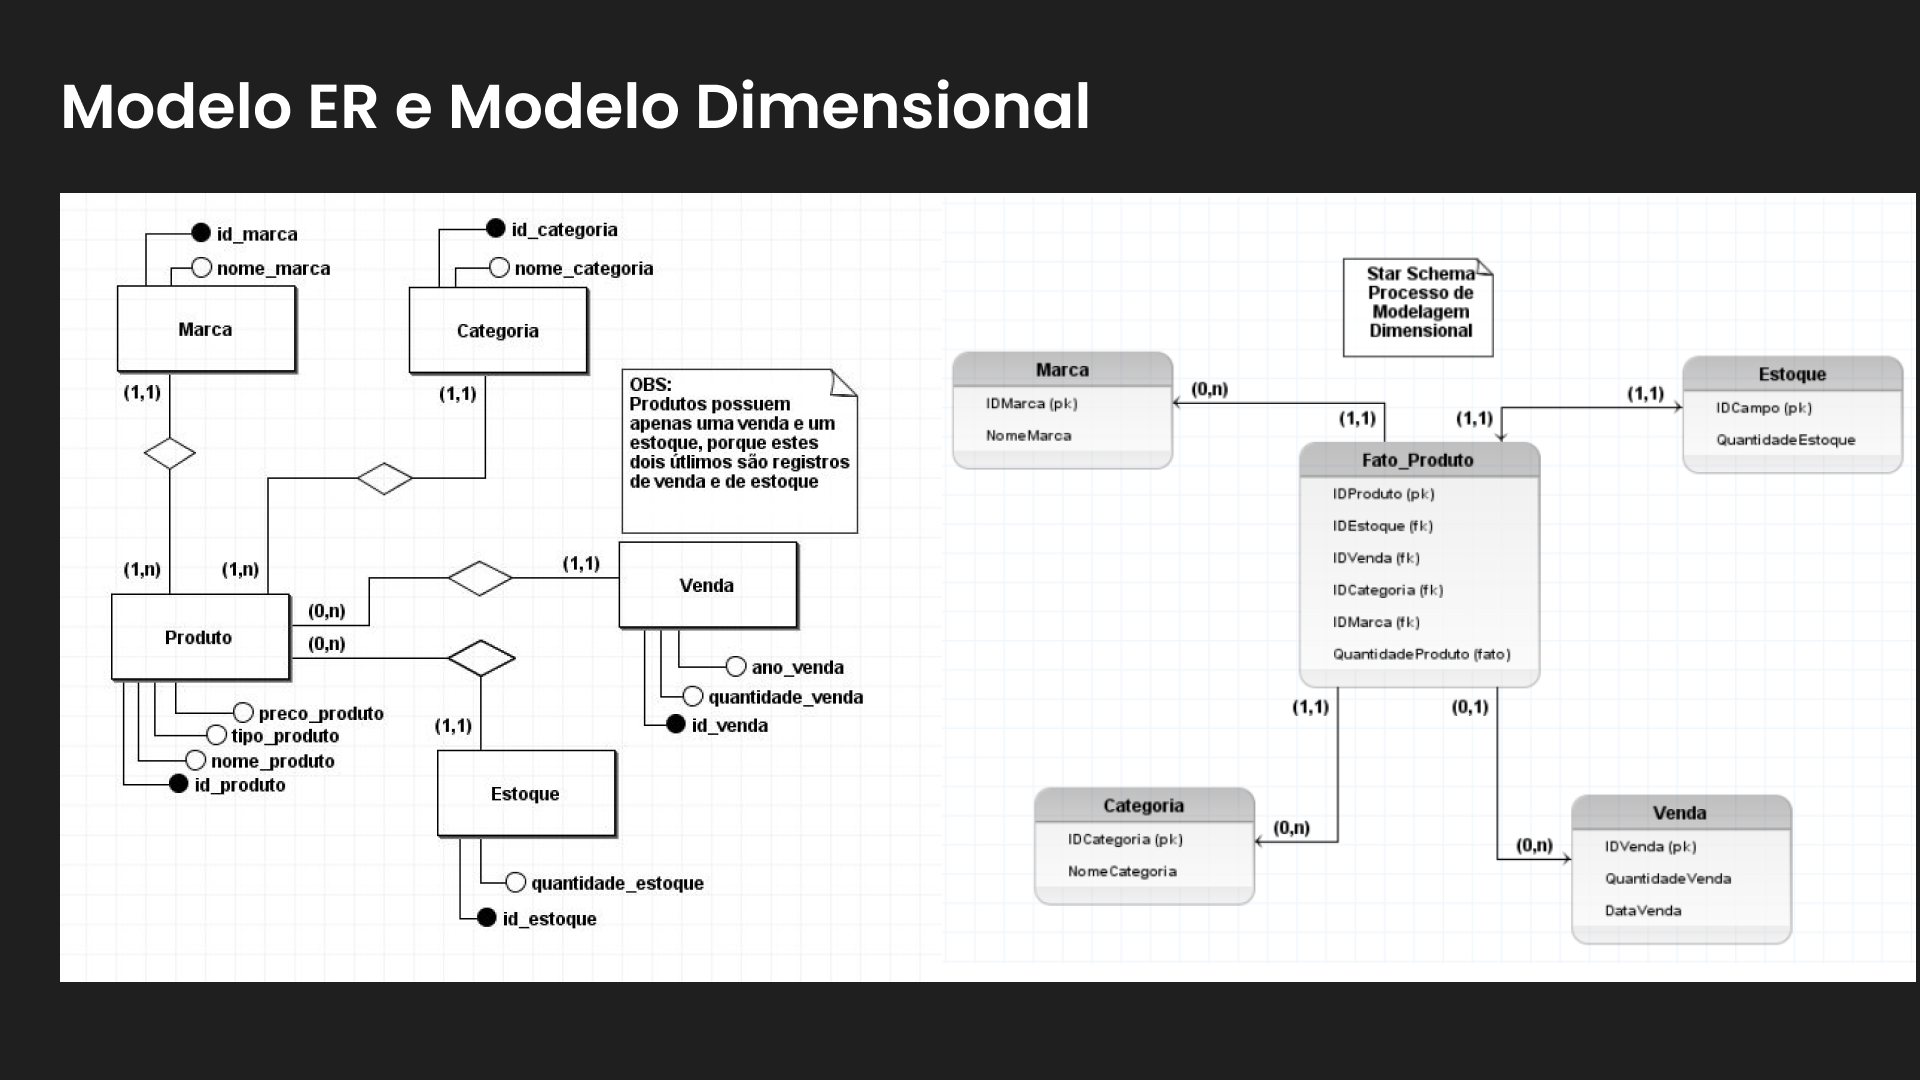 Modelo ER e Modelo Dimensional
id_marca
nome_marca
Marca
(1,1)
id_categoria
nome_categoria
Categoria
(1,1)
OBS:
Produtos possuem
apenas uma venda e um
estoque, porque estes
dois útlimos são registros
de venda e de estoque
(1,n)
(1,n)
Produto
(0,n)
(0,n)
preco_produto
tipo_produto
nome_produto
id_produto
(1,1)
Venda
ano_venda
quantidade_venda
id_venda
(1,1)
Estoque
quantidade_estoque
id_estoque
Star Schema
Processo de
Modelagem
Dimensional
Marca
IDMarca (pk)
NomeMarca
(0,n)
(1,1)
Estoque
IDCampo (pk)
QuantidadeEstoque
(1,1)
(1,1)
Fato_Produto
IDProduto (pk)
IDEstoque (fk)
IDVenda (fk)
IDCategoria (fk)
IDMarca (fk)
QuantidadeProduto (fato)
(1,1)
(0,1)
Categoria
IDCategoria (pk)
NomeCategoria
(0,n)
(0,n)
Venda
IDVenda (pk)
QuantidadeVenda
DataVenda